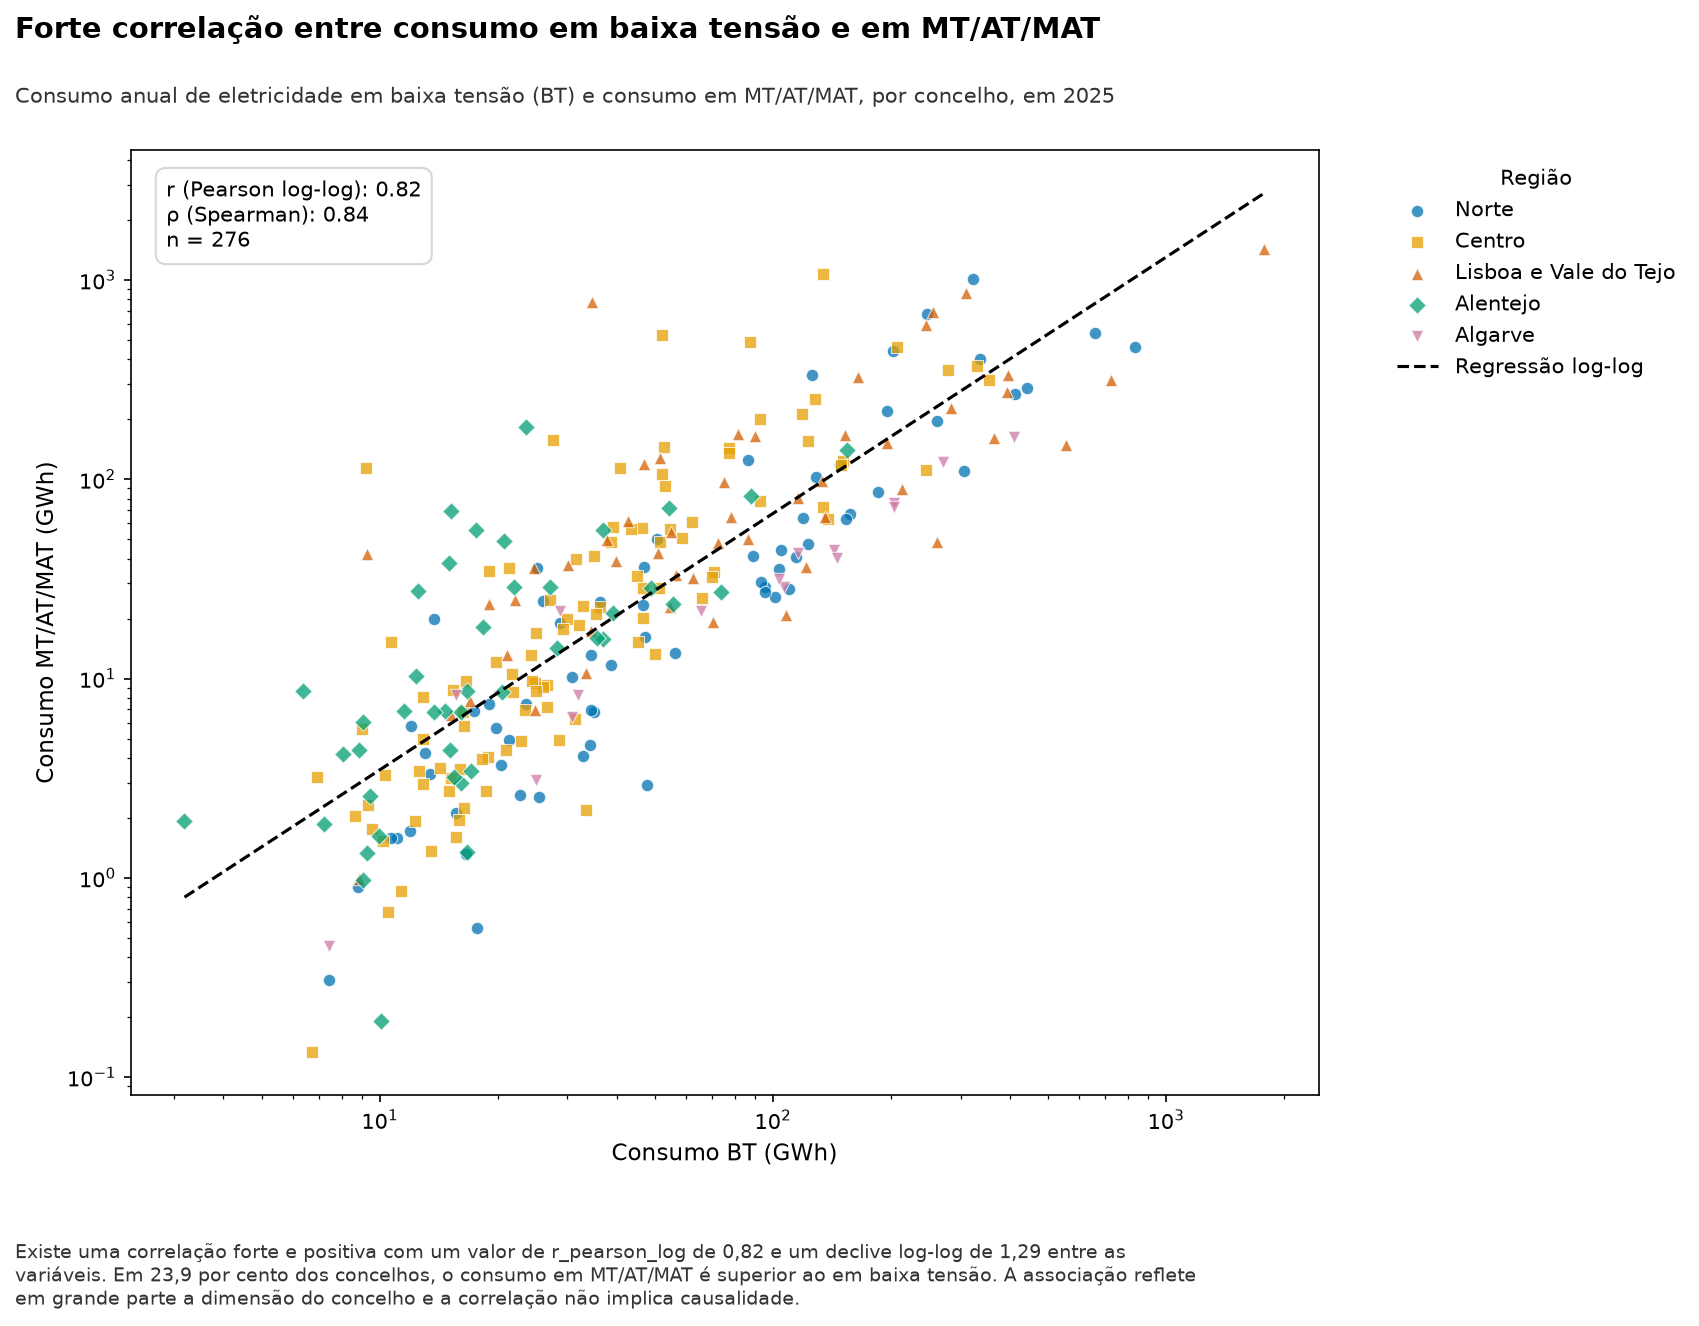 Forte correlação entre consumo em baixa tensão e em MT/AT/MAT
Consumo anual de eletricidade em baixa tensão (BT) e consumo em MT/AT/MAT, por concelho, em 2025
r (Pearson log-log): 0.82
ρ (Spearman): 0.84
n = 276
Região
Norte
Centro
Lisboa e Vale do Tejo
Alentejo
Algarve
Regressão log-log
Consumo MT/AT/MAT (GWh)
10³
10²
10¹
10⁰
10⁻¹
10¹
10²
10³
Consumo BT (GWh)
Existe uma correlação forte e positiva com um valor de r_pearson_log de 0,82 e um declive log-log de 1,29 entre as
variáveis. Em 23,9 por cento dos concelhos, o consumo em MT/AT/MAT é superior ao em baixa tensão. A associação reflete
em grande parte a dimensão do concelho e a correlação não implica causalidade.